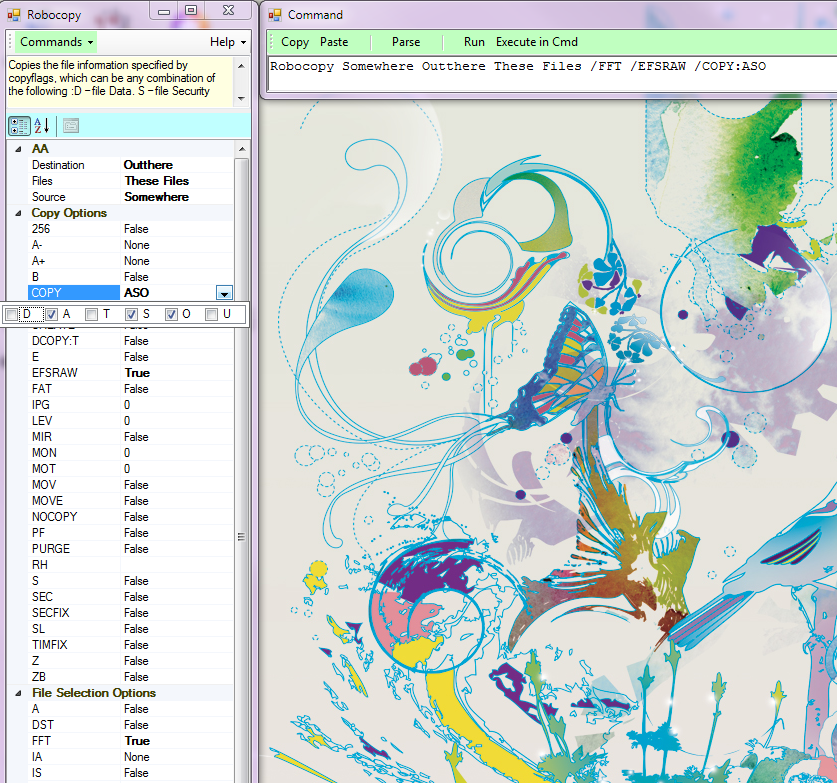 Robocopy
Commands
Help
Copies the file information specified by
copyflags, which can be any combination of
the following :D – file Data. S – file Security
AA
Destination Outthere
Files These Files
Source Somewhere
Copy Options
256 False
A- None
A+ None
B False
COPY ASO
D A T S O U
DCOPY:T False
E False
EFSRAW True
FAT False
IPG 0
LEV 0
MIR False
MON 0
MOT 0
MOV False
MOVE False
NOCOPY False
PF False
PURGE False
RH
S False
SEC False
SECFIX False
SL False
TIMFIX False
Z False
ZB False
File Selection Options
A False
DST False
FFT True
IA None
IS False
Command
Copy Paste Parse Run Execute in Cmd
Robocopy Somewhere Outthere These Files /FFT /EFSRAW /COPY:ASO